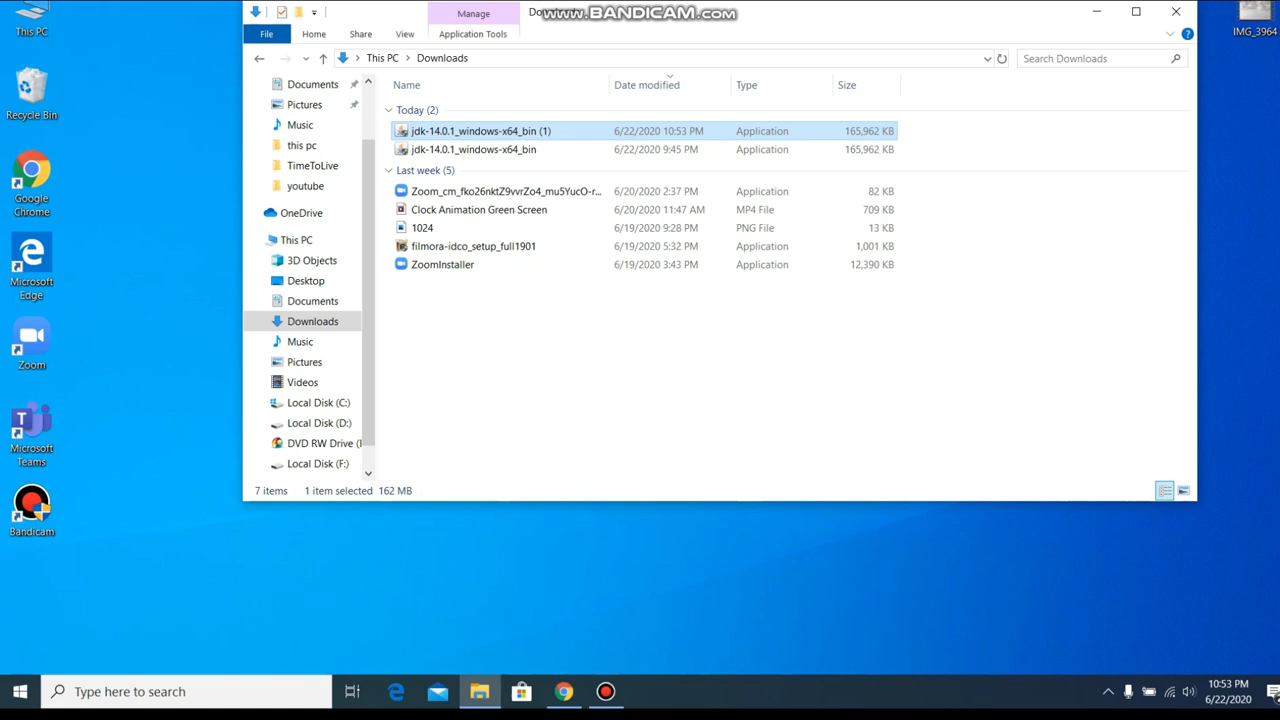 This PC
Manage
WWW.BANDICAM.COM
IMG_3964
File
Home
Share
View
Application Tools
This PC > Downloads
Search Downloads
Recycle Bin
Google
Chrome
Microsoft
Edge
Zoom
Microsoft
Teams
Bandicam
Documents
Pictures
Music
this pc
TimeToLive
youtube
OneDrive
This PC
3D Objects
Desktop
Documents
Downloads
Music
Pictures
Videos
Local Disk (C:)
Local Disk (D:)
DVD RW Drive (
Local Disk (F:)
Name Date modified Type Size
Today (2)
jdk-14.0.1_windows-x64_bin (1) 6/22/2020 10:53 PM Application 165,962 KB
jdk-14.0.1_windows-x64_bin 6/22/2020 9:45 PM Application 165,962 KB
Last week (5)
Zoom_cm_fko26nktZ9vvrZo4_mu5YucO-r... 6/20/2020 2:37 PM Application 82 KB
Clock Animation Green Screen 6/20/2020 11:47 AM MP4 File 709 KB
1024 6/19/2020 9:28 PM PNG File 13 KB
filmora-idco_setup_full1901 6/19/2020 5:32 PM Application 1,001 KB
ZoomInstaller 6/19/2020 3:43 PM Application 12,390 KB
7 items 1 item selected 162 MB
Type here to search
10:53 PM
6/22/2020